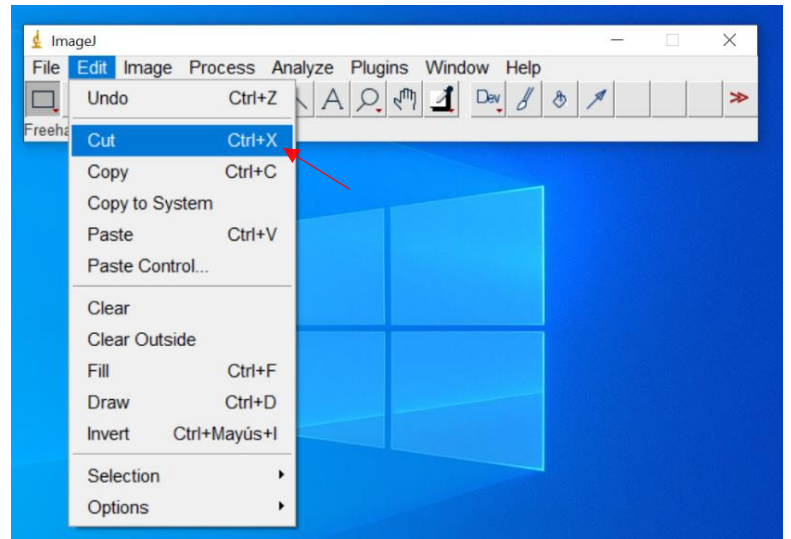 ImageJ
File Edit Image Process Analyze Plugins Window Help
A Dev
Freeha
Undo Ctrl+Z
Cut Ctrl+X
Copy Ctrl+C
Copy to System
Paste Ctrl+V
Paste Control...
Clear
Clear Outside
Fill Ctrl+F
Draw Ctrl+D
Invert Ctrl+Mayús+I
Selection
Options